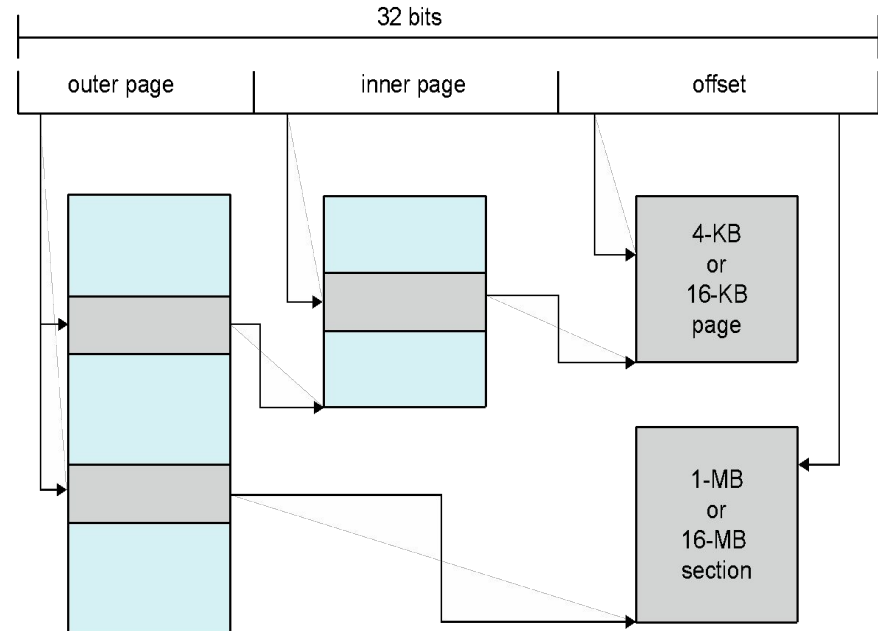 32 bits
outer page
inner page
offset
4-KB
or
16-KB
page
1-MB
or
16-MB
section